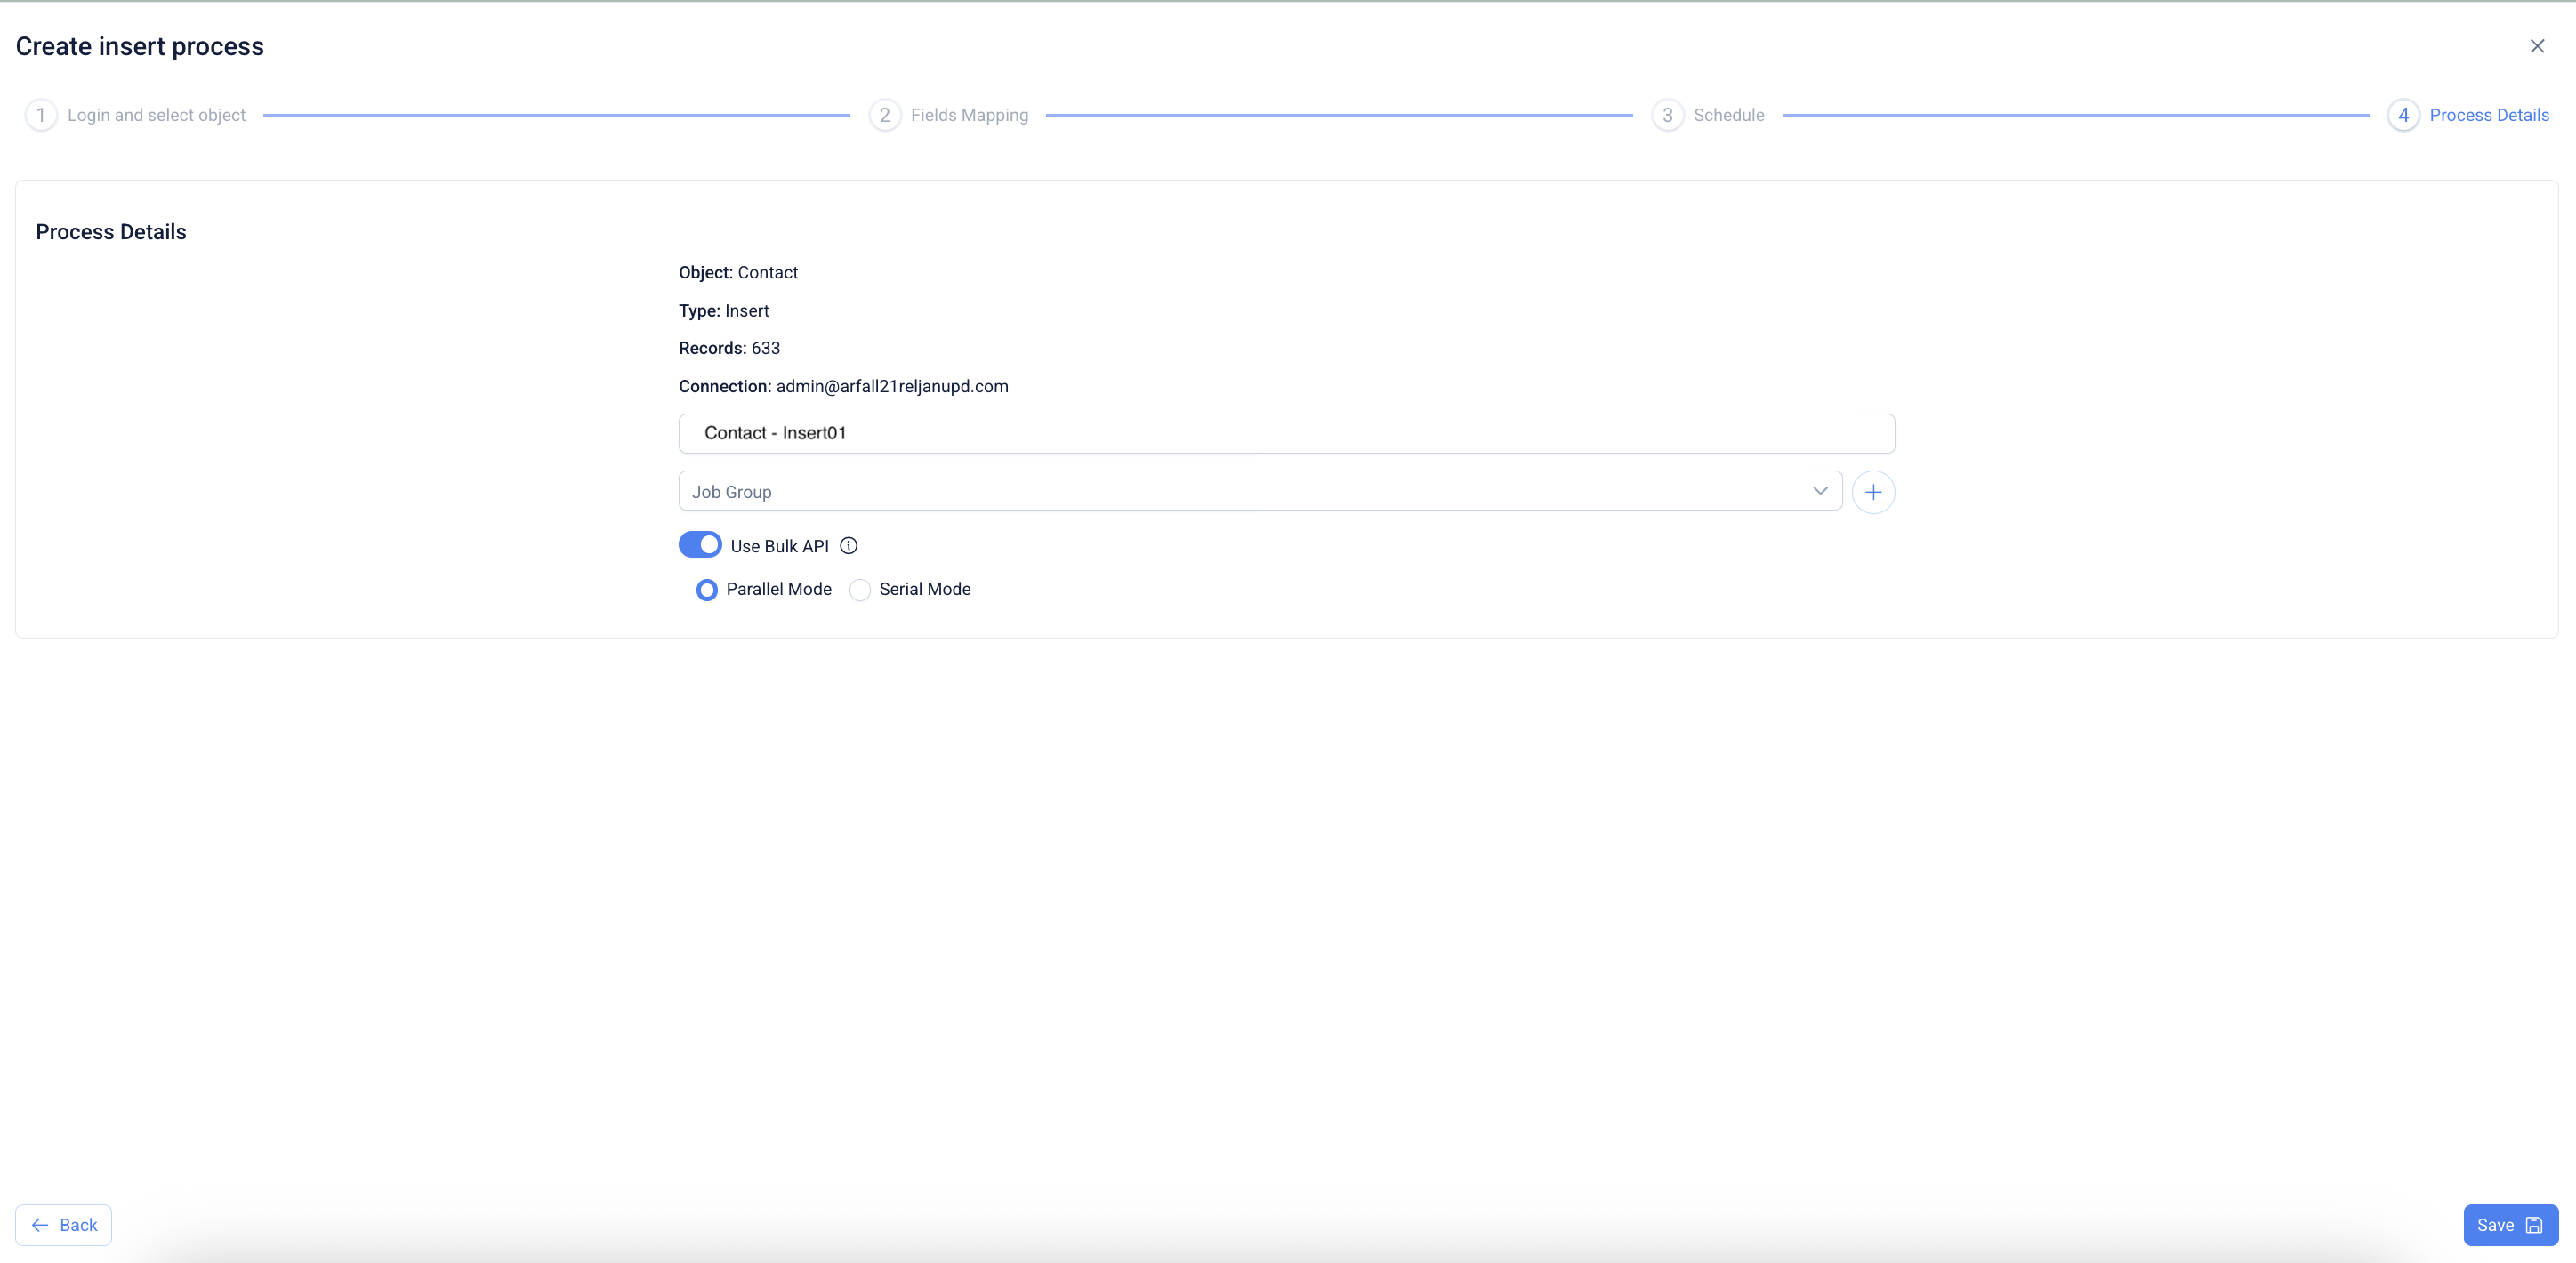 Create insert process
1 Login and select object 2 Fields Mapping 3 Schedule 4 Process Details
Process Details
Object: Contact
Type: Insert
Records: 633
Connection: admin@arfall21reljanupd.com
Contact - Insert01
Job Group
Use Bulk API
Parallel Mode Serial Mode
Back Save